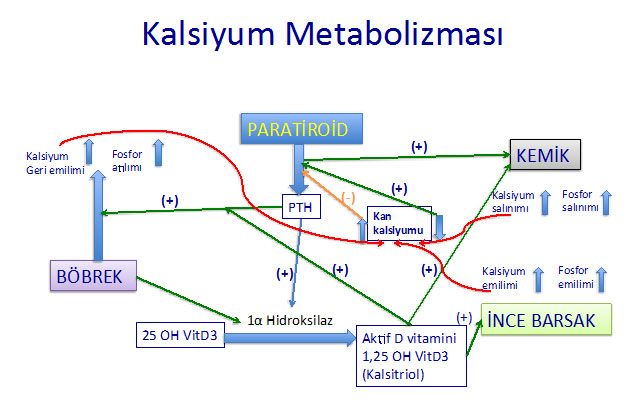 Kalsiyum Metabolizması
PARATİROİD
(+)
KEMİK
Kalsiyum
Geri emilimi
Fosfor
atılımı
(+)
PTH
(-)
(+)
Kan
kalsiyumu
Kalsiyum
salınımı
Fosfor
salınımı
BÖBREK
(+)
(+)
(+)
Kalsiyum
emilimi
Fosfor
emilimi
25 OH VitD3
1α Hidroksilaz
Aktif D vitamini
1,25 OH VitD3
(Kalsitriol)
(+)
İNCE BARSAK